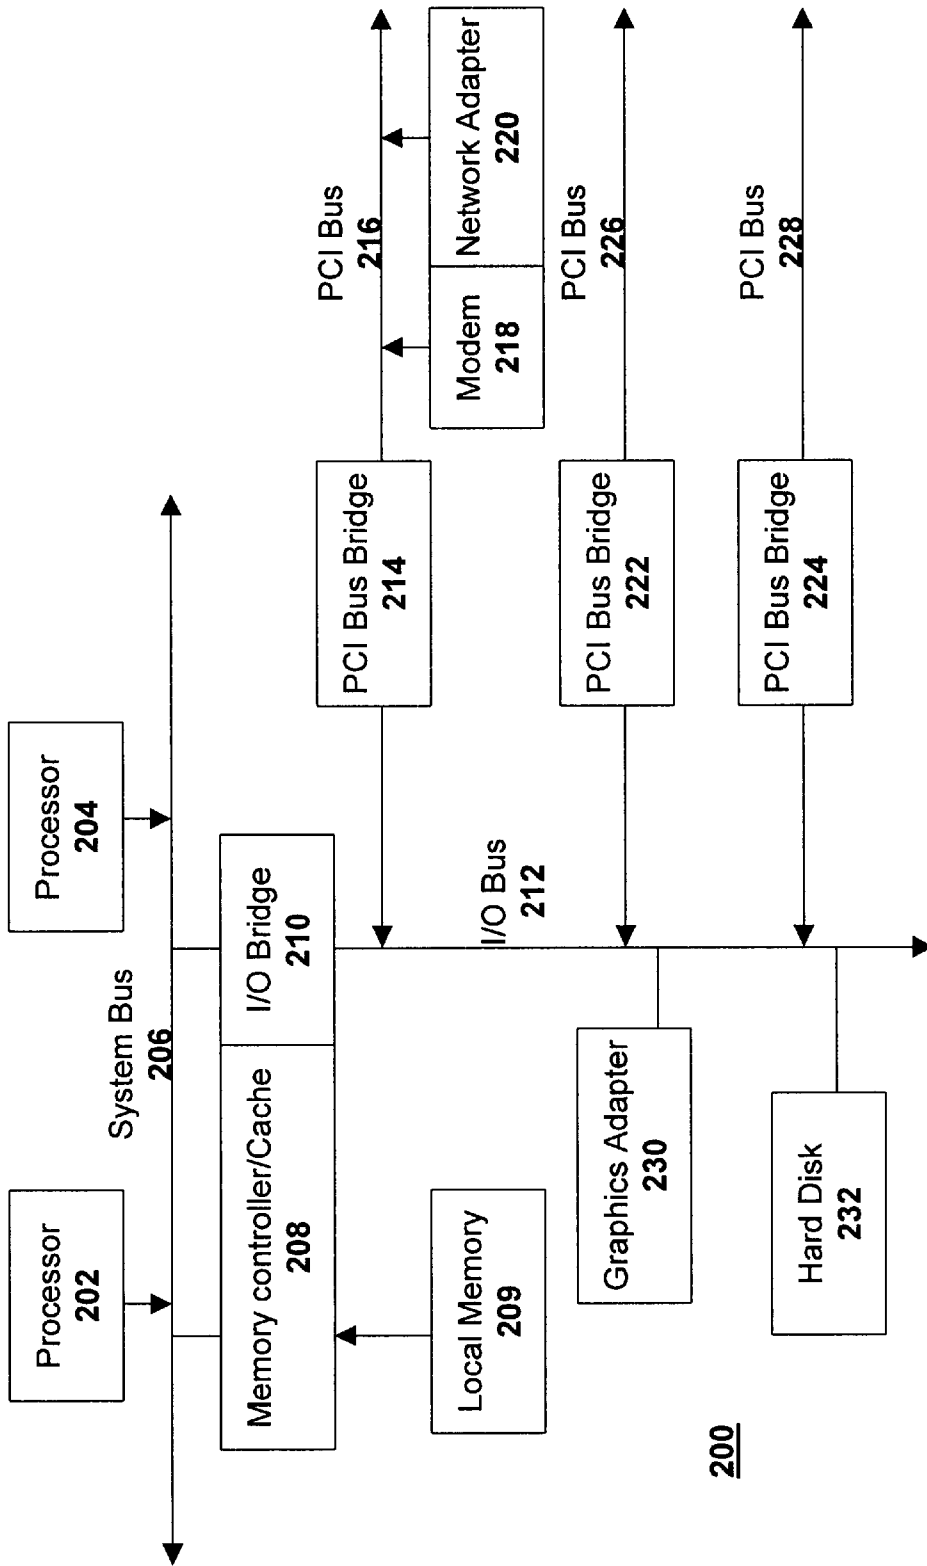 Processor
202
Processor
204
System Bus
206
Memory controller/Cache
208
I/O Bridge
210
Local Memory
209
PCI Bus Bridge
214
PCI Bus
216
Modem
218
Network Adapter
220
I/O Bus
212
PCI Bus Bridge
222
PCI Bus
226
Graphics Adapter
230
PCI Bus Bridge
224
PCI Bus
228
Hard Disk
232
200